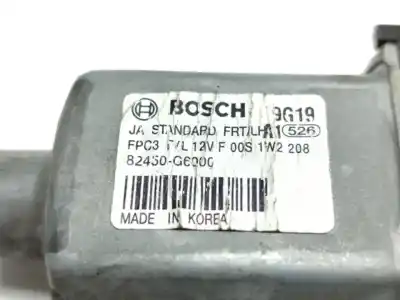 BOSCH 9G19
JA STANDARD FRT/LH A1 526
FPC3 F/L 12V F 00S 1W2 208
82450-G6000
MADE IN KOREA